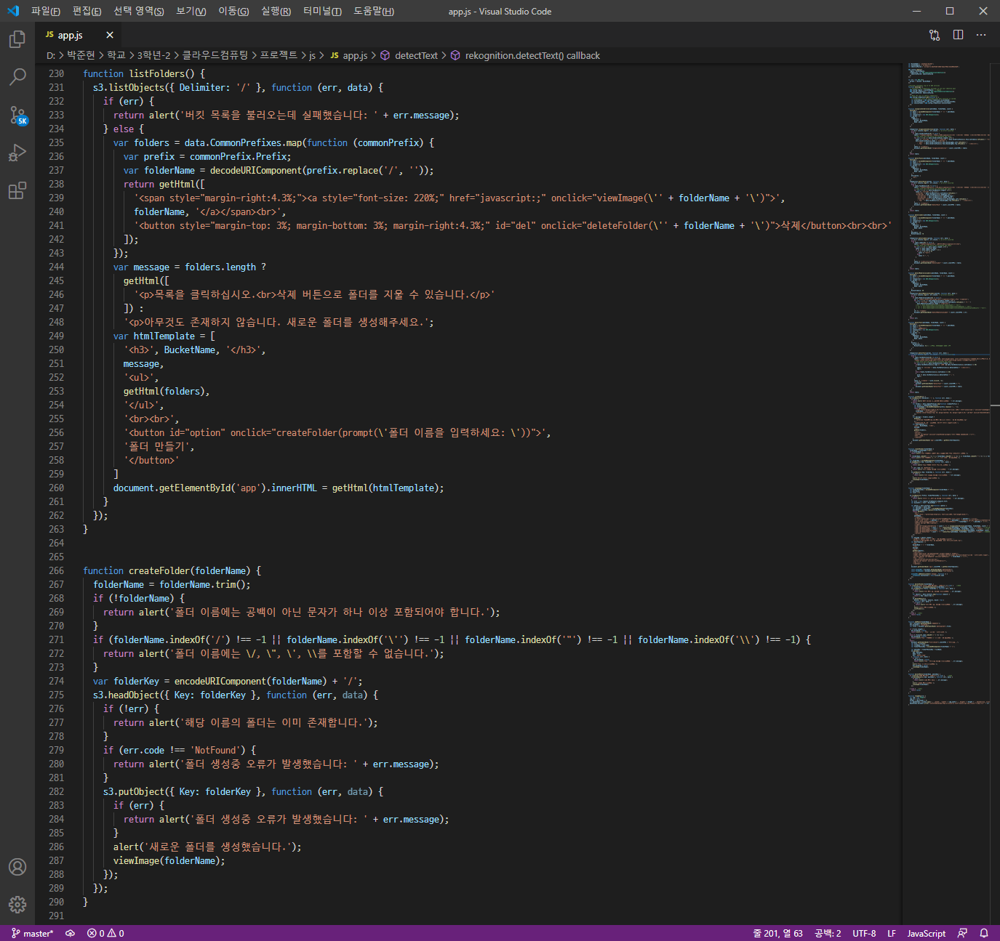 파일(F) 편집(E) 선택 영역(S) 보기(V) 이동(G) 실행(R) 터미널(T) 도움말(H) app.js - Visual Studio Code
JS app.js
D: > 박준현 > 학교 > 3학년-2 > 클라우드컴퓨팅 > 프로젝트 > js > JS app.js > detectText > rekognition.detectText() callback
5K
230 function listFolders() {
231 s3.listObjects({ Delimiter: '/' }, function (err, data) {
232 if (err) {
233 return alert('버킷 목록을 불러오는데 실패했습니다: ' + err.message);
234 } else {
235 var folders = data.CommonPrefixes.map(function (commonPrefix) {
236 var prefix = commonPrefix.Prefix;
237 var folderName = decodeURIComponent(prefix.replace('/', ''));
238 return getHtml([
239 '<span style="margin-right:4.3%;"><a style="font-size: 220%;" href="javascript:;" onclick="viewImage(\'' + folderName + '\')">',
240 folderName, '</a></span><br>',
241 '<button style="margin-top: 3%; margin-bottom: 3%; margin-right:4.3%;" id="del" onclick="deleteFolder(\'' + folderName + '\')">삭제</button><br><br>'
242 ]);
243 });
244 var message = folders.length ?
245 getHtml([
246 '<p>목록을 클릭하십시오.<br>삭제 버튼으로 폴더를 지울 수 있습니다.</p>'
247 ]) :
248 '<p>아무것도 존재하지 않습니다. 새로운 폴더를 생성해주세요.';
249 var htmlTemplate = [
250 '<h3>', BucketName, '</h3>',
251 message,
252 '<ul>',
253 getHtml(folders),
254 '</ul>',
255 '<br><br>',
256 '<button id="option" onclick="createFolder(prompt(\'폴더 이름을 입력하세요: \'))">',
257 '폴더 만들기',
258 '</button>'
259 ]
260 document.getElementById('app').innerHTML = getHtml(htmlTemplate);
261 }
262 });
263 }
264
265
266 function createFolder(folderName) {
267 folderName = folderName.trim();
268 if (!folderName) {
269 return alert('폴더 이름에는 공백이 아닌 문자가 하나 이상 포함되어야 합니다.');
270 }
271 if (folderName.indexOf('/') !== -1 || folderName.indexOf('\'') !== -1 || folderName.indexOf('"') !== -1 || folderName.indexOf('\\') !== -1) {
272 return alert('폴더 이름에는 \/, \", \', \\를 포함할 수 없습니다.');
273 }
274 var folderKey = encodeURIComponent(folderName) + '/';
275 s3.headObject({ Key: folderKey }, function (err, data) {
276 if (!err) {
277 return alert('해당 이름의 폴더는 이미 존재합니다.');
278 }
279 if (err.code !== 'NotFound') {
280 return alert('폴더 생성중 오류가 발생했습니다: ' + err.message);
281 }
282 s3.putObject({ Key: folderKey }, function (err, data) {
283 if (err) {
284 return alert('폴더 생성중 오류가 발생했습니다: ' + err.message);
285 }
286 alert('새로운 폴더를 생성했습니다.');
287 viewImage(folderName);
288 });
289 });
290 }
291
master* 0 0 줄 201, 열 63 공백: 2 UTF-8 LF JavaScript